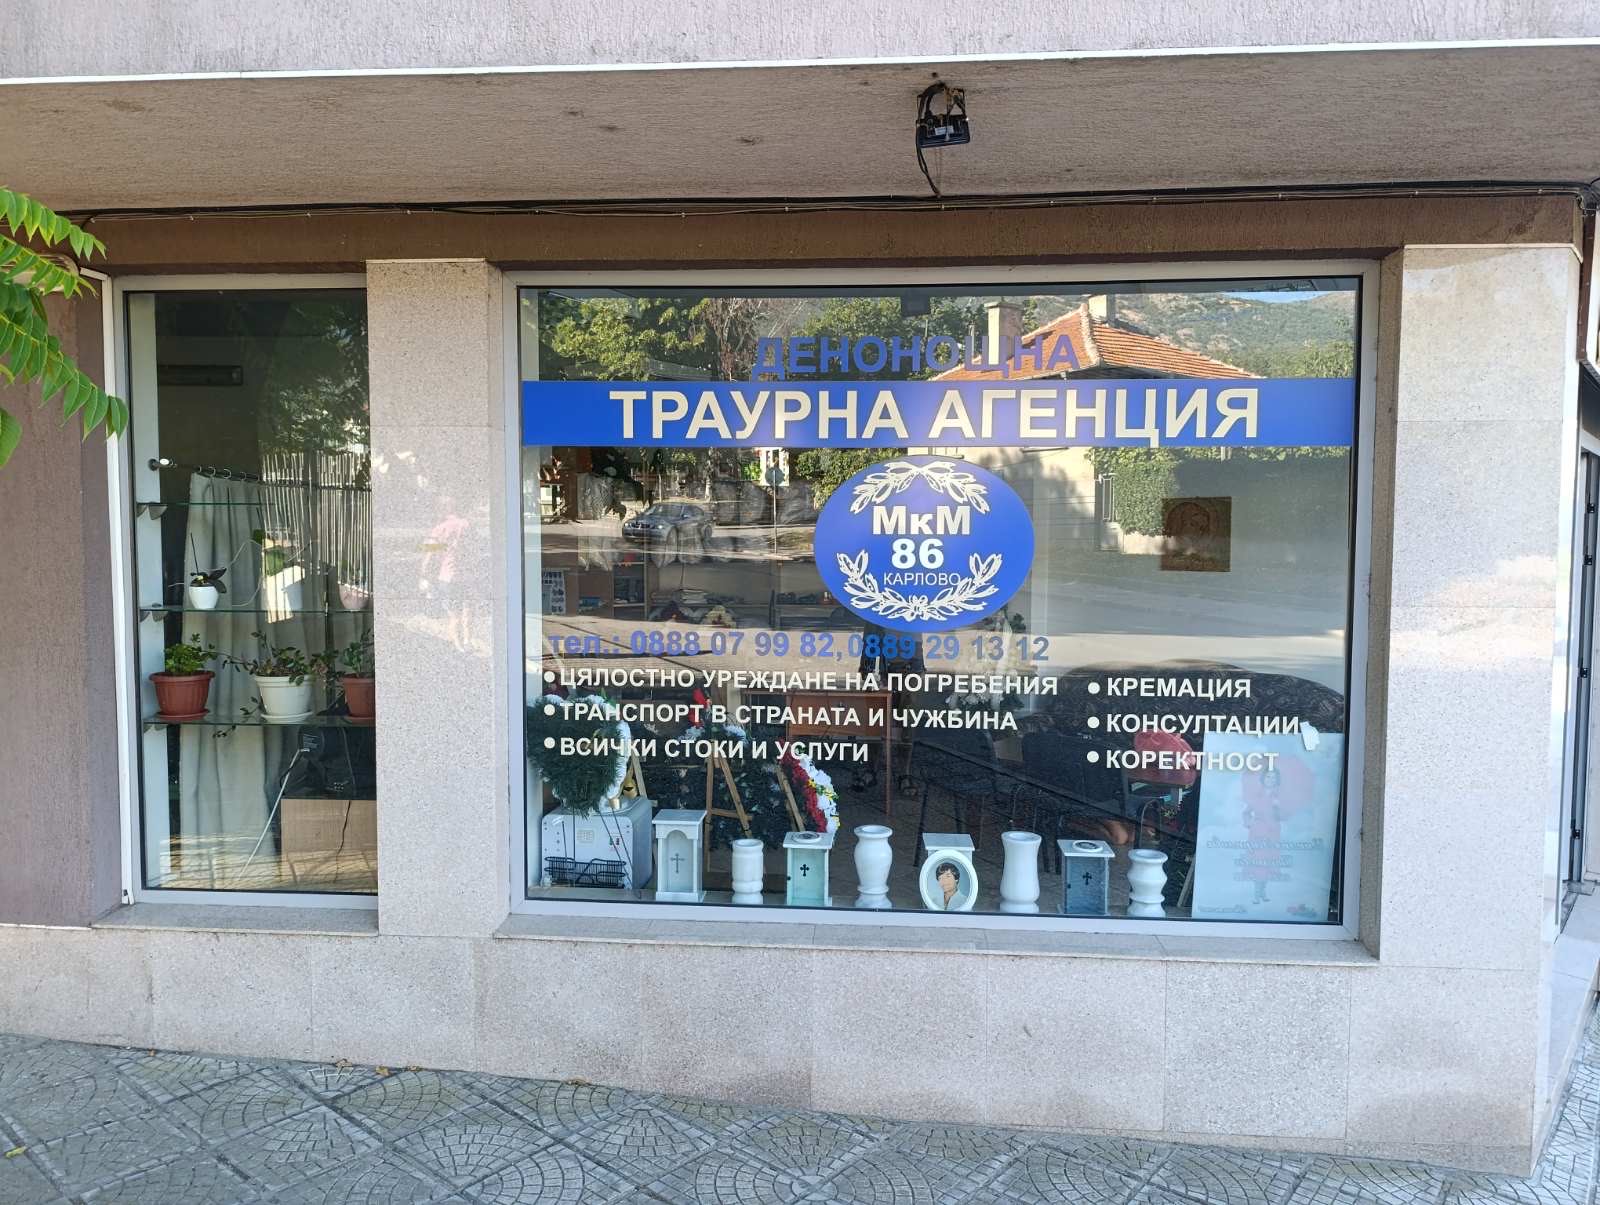 ДЕНОНОЩНА
ТРАУРНА АГЕНЦИЯ
МкМ
86
КАРЛОВО
тел.: 0888 07 99 82, 0889 29 13 12
• ЦЯЛОСТНО УРЕЖДАНЕ НА ПОГРЕБЕНИЯ
• ТРАНСПОРТ В СТРАНАТА И ЧУЖБИНА
• ВСИЧКИ СТОКИ И УСЛУГИ
• КРЕМАЦИЯ
• КОНСУЛТАЦИИ
• КОРЕКТНОСТ